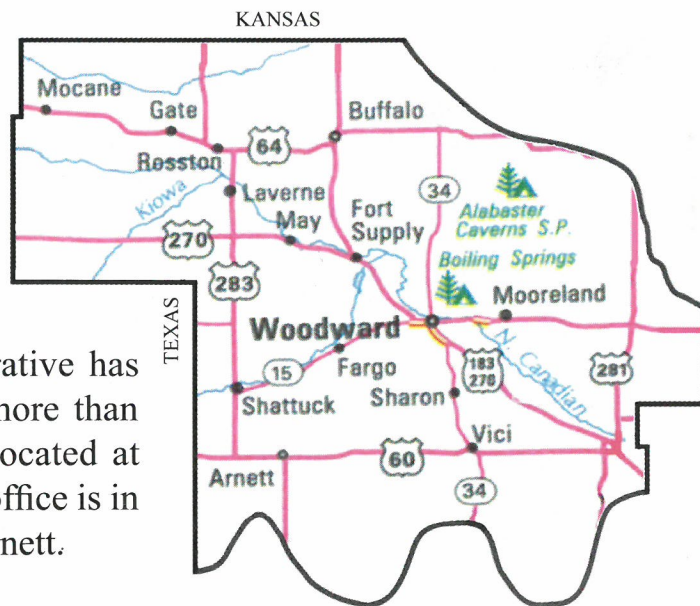 KANSAS
Mocane
Gate
Buffalo
Rosston
64
34
Laverne
Kiowa
May
Fort
Supply
Alabaster
Caverns S.P.
270
283
Boiling Springs
Mooreland
TEXAS
Woodward
N. Canadian
15
Fargo
183
270
281
Shattuck
Sharon
Vici
60
Arnett
34
rative has
more than
ocated at
office is in
nett.